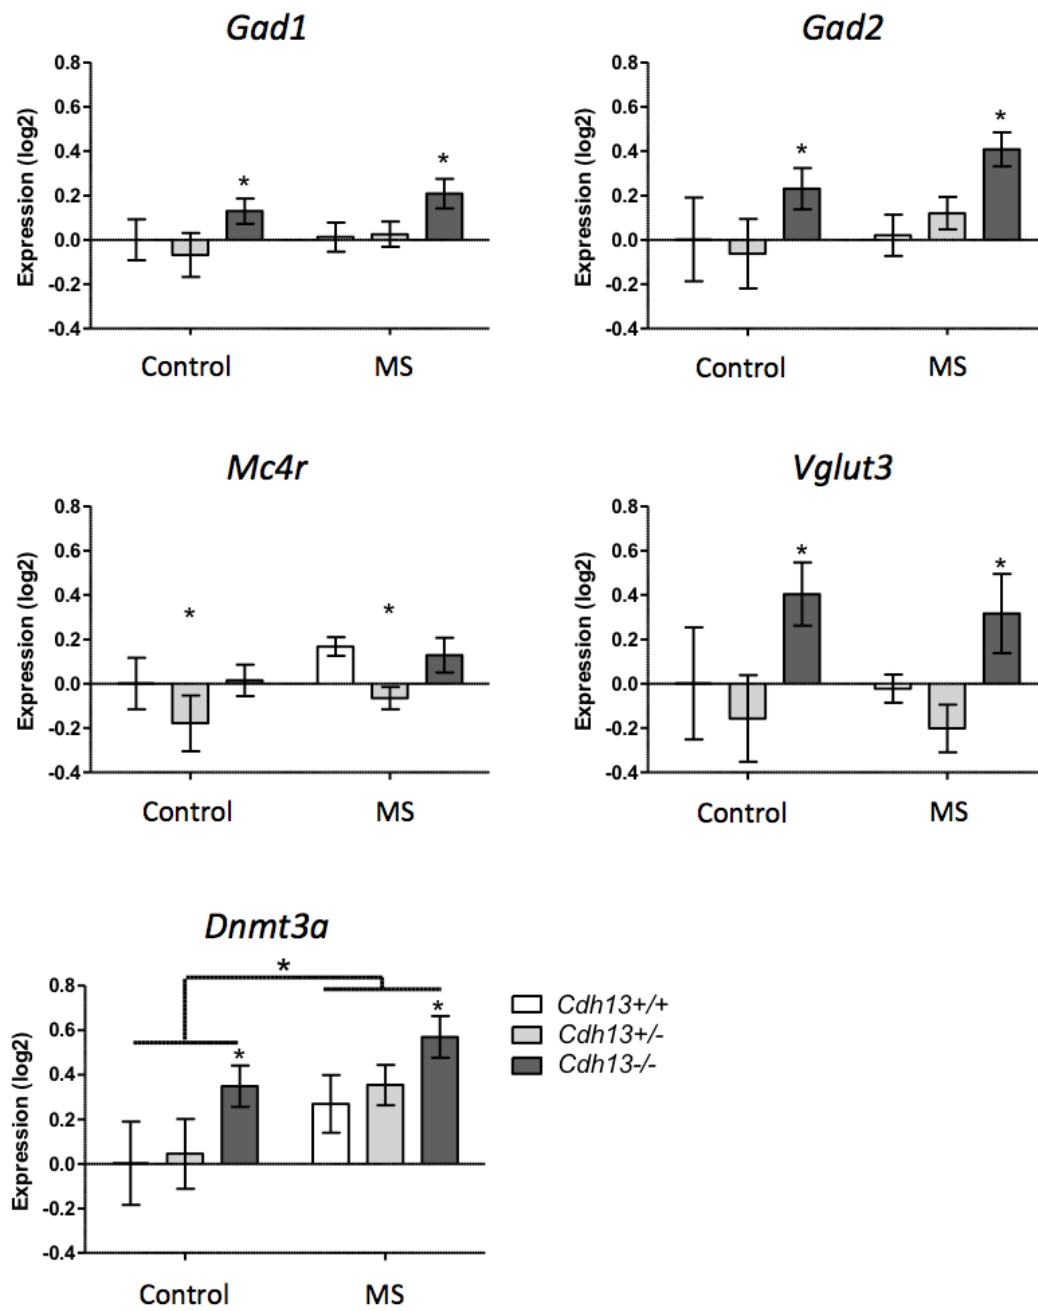 Gad1
Gad2
0.8
0.6
0.4
0.2
0.0
-0.2
-0.4
Expression (log2)
*
*
Control
MS
0.8
0.6
0.4
0.2
0.0
-0.2
-0.4
Expression (log2)
*
*
Control
MS
Mc4r
Vglut3
0.8
0.6
0.4
0.2
0.0
-0.2
-0.4
Expression (log2)
*
*
Control
MS
0.8
0.6
0.4
0.2
0.0
-0.2
-0.4
Expression (log2)
*
*
Control
MS
Dnmt3a
0.8
0.6
0.4
0.2
0.0
-0.2
-0.4
Expression (log2)
*
*
*
Control
MS
Cdh13+/+
Cdh13+/-
Cdh13-/-